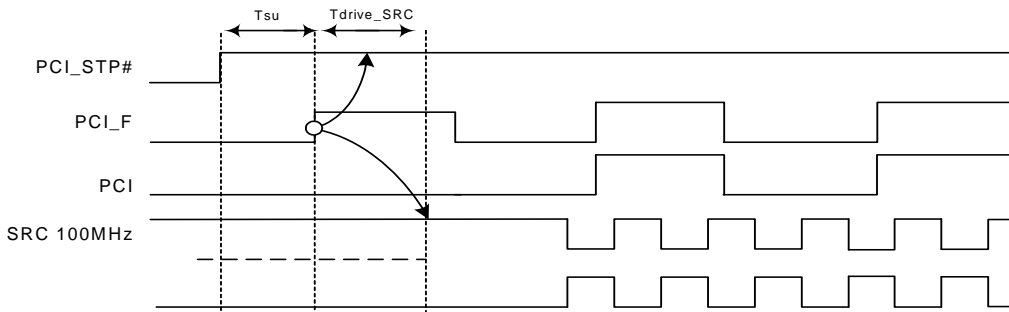 Tsu
Tdrive_SRC
PCI_STP#
PCI_F
PCI
SRC 100MHz